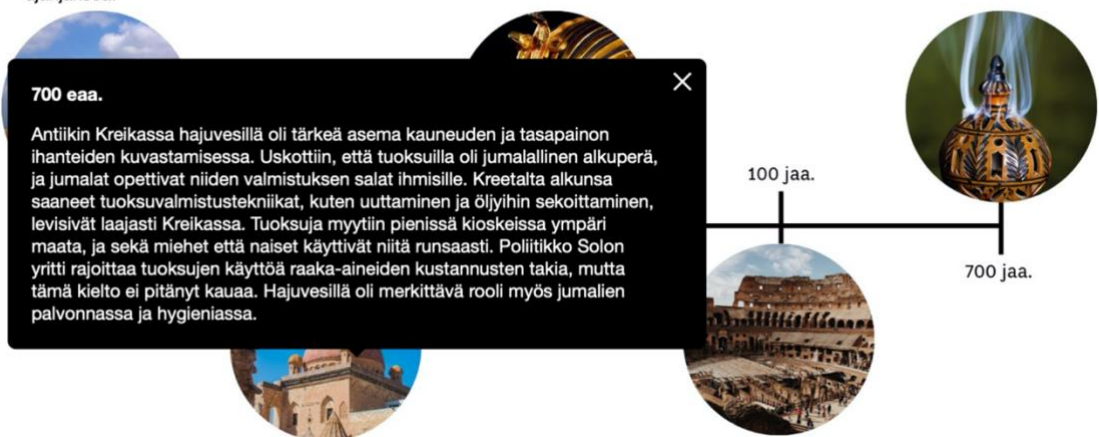 700 eaa.
Antiikin Kreikassa hajuvesillä oli tärkeä asema kauneuden ja tasapainon
ihanteiden kuvastamisessa. Uskottiin, että tuoksuilla oli jumalallinen alkuperä,
ja jumalat opettivat niiden valmistuksen salat ihmisille. Kreetalta alkunsa
saaneet tuoksuvalmistustekniikat, kuten uuttaminen ja öljyihin sekoittaminen,
levisivät laajasti Kreikassa. Tuoksuja myytiin pienissä kioskeissa ympäri
maata, ja sekä miehet että naiset käyttivät niitä runsaasti. Poliitikko Solon
yritti rajoittaa tuoksujen käyttöä raaka-aineiden kustannusten takia, mutta
tämä kielto ei pitänyt kauaa. Hajuvesillä oli merkittävä rooli myös jumalien
palvonnassa ja hygieniassa.
100 jaa.
700 jaa.